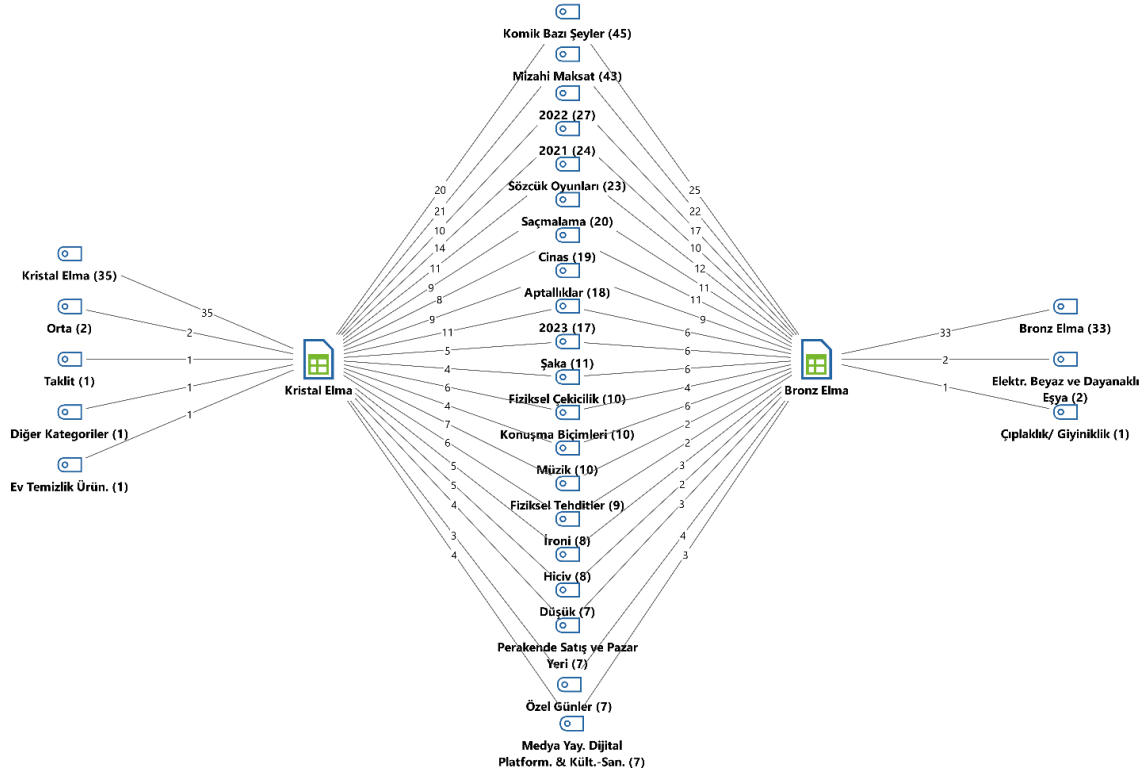 Komik Bazı Şeyler (45)
Mizahi Maksat (43)
2022 (27)
2021 (24)
Sözcük Oyunları (23)
Saçmalama (20)
Cinas (19)
Aptallıklar (18)
2023 (17)
Şaka (11)
Fiziksel Çekicilik (10)
Konuşma Biçimleri (10)
Müzik (10)
Fiziksel Tehditler (9)
İroni (8)
Hiciv (8)
Düşük (7)
Perakende Satış ve Pazar
Yeri (7)
Özel Günler (7)
Medya Yay. Dijital
Platform. & Kült.-San. (7)
Kristal Elma (35)
Orta (2)
Taklit (1)
Diğer Kategoriler (1)
Ev Temizlik Ürün. (1)
35
2
1
1
1
Kristal Elma
20
21
10
14
11
9
8
9
11
5
4
6
4
7
6
5
5
4
3
4
25
22
17
10
12
11
11
9
6
6
6
4
6
2
2
3
2
3
4
3
Bronz Elma
33
2
1
Bronz Elma (33)
Elektr. Beyaz ve Dayanaklı
Eşya (2)
Çıplaklık/ Giyiniklik (1)